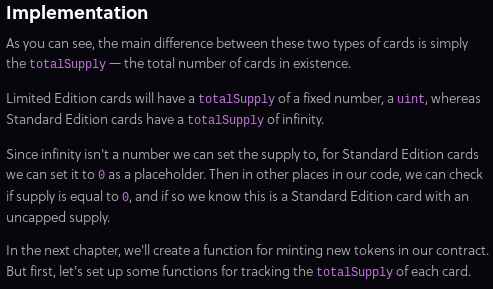 Implementation
As you can see, the main difference between these two types of cards is simply
the totalSupply — the total number of cards in existence.
Limited Edition cards will have a totalSupply of a fixed number, a uint, whereas
Standard Edition cards have a totalSupply of infinity.
Since infinity isn't a number we can set the supply to, for Standard Edition cards
we can set it to 0 as a placeholder. Then in other places in our code, we can check
if supply is equal to 0, and if so we know this is a Standard Edition card with an
uncapped supply.
In the next chapter, we'll create a function for minting new tokens in our contract.
But first, let's set up some functions for tracking the totalSupply of each card.